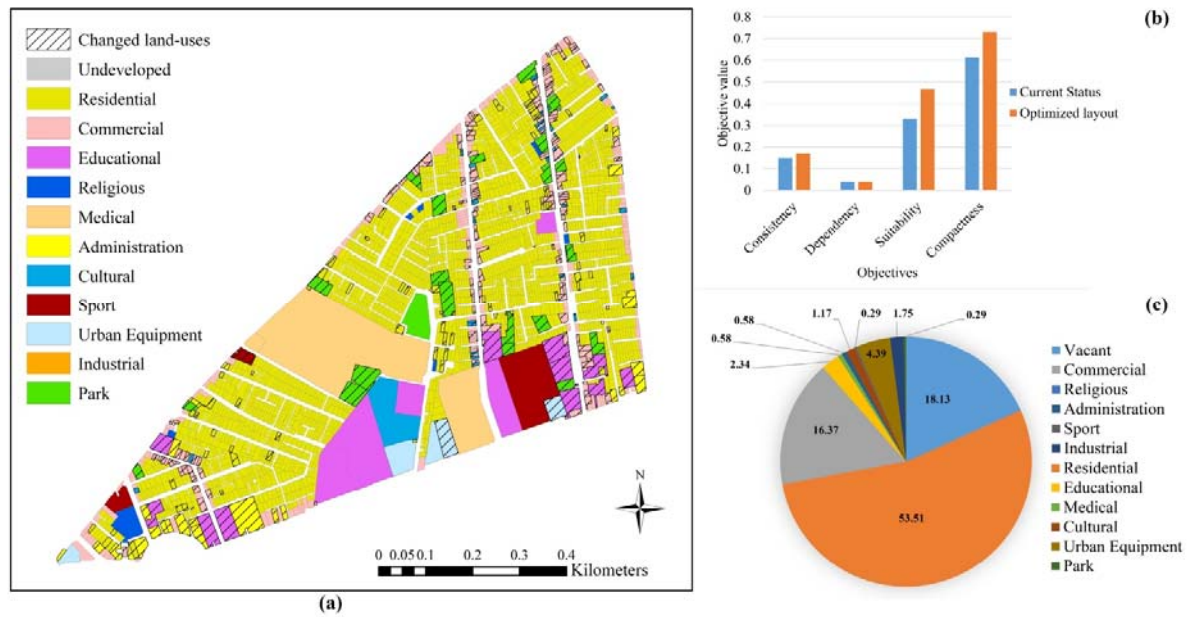 Changed land-uses
Undeveloped
Residential
Commercial
Educational
Religious
Medical
Administration
Cultural
Sport
Urban Equipment
Industrial
Park
N
0 0.05 0.1 0.2 0.3 0.4
Kilometers
(a)
(b)
Objective value
0.8
0.7
0.6
0.5
0.4
0.3
0.2
0.1
0
Current Status
Optimized layout
Consistency
Dependency
Suitability
Compactness
Objectives
(c)
1.17
0.29
1.75
0.29
0.58
0.58
2.34
4.39
18.13
16.37
53.51
Vacant
Commercial
Religious
Administration
Sport
Industrial
Residential
Educational
Medical
Cultural
Urban Equipment
Park